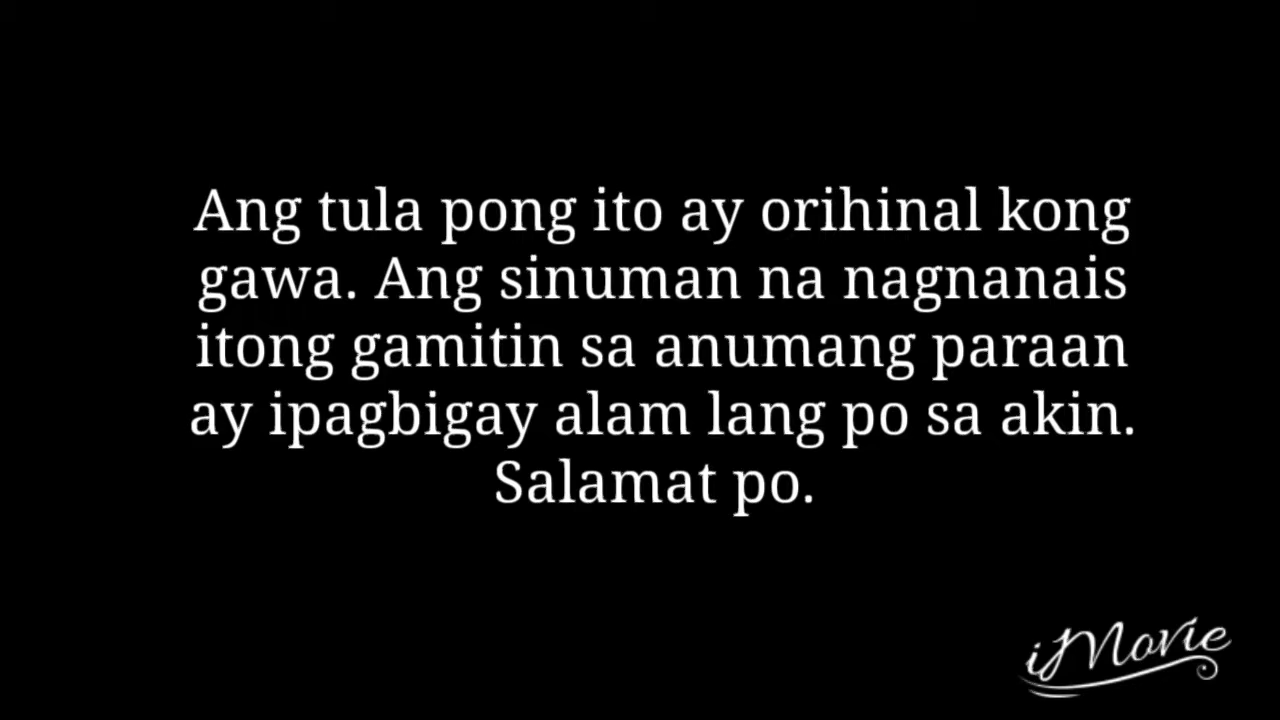 Ang tula pong ito ay orihinal kong
gawa. Ang sinuman na nagnanais
itong gamitin sa anumang paraan
ay ipagbigay alam lang po sa akin.
Salamat po.
iMovie